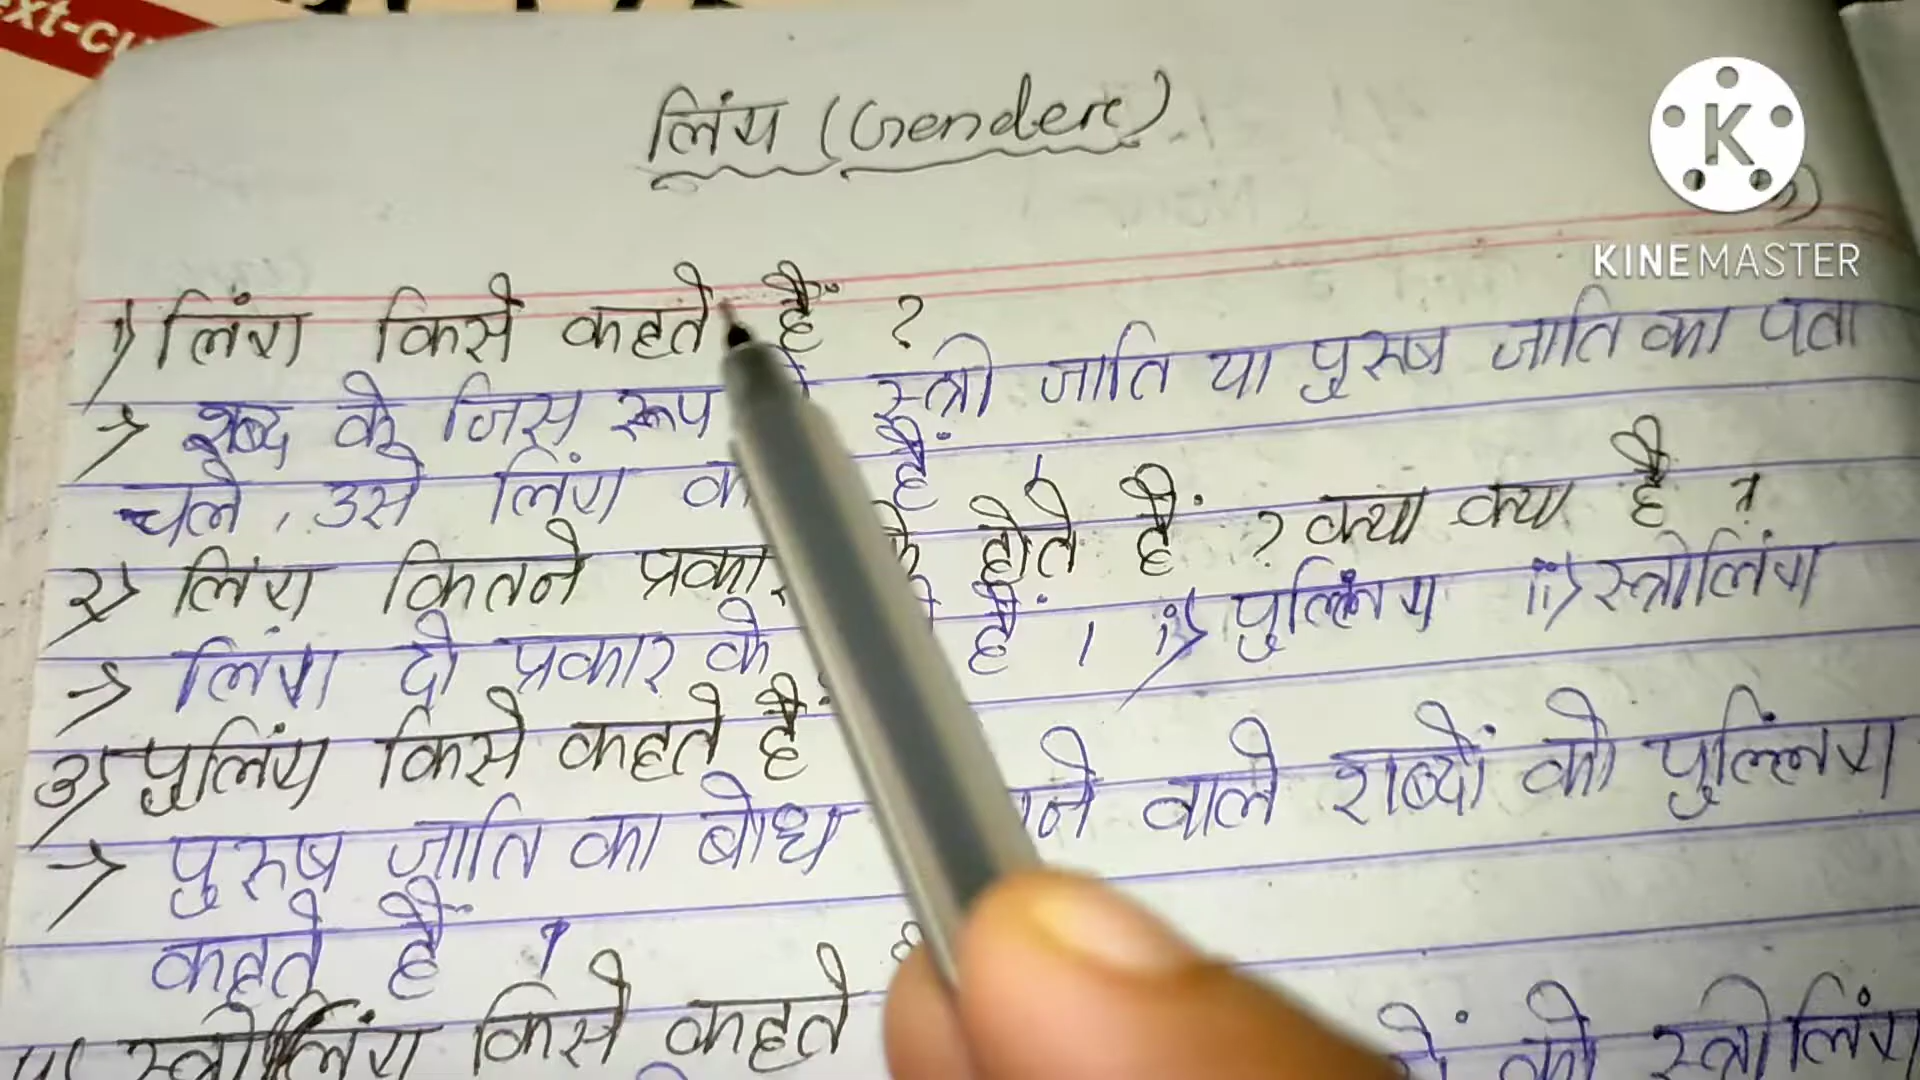 ext-cu
लिंग (Gender)
KINEMASTER
1) लिंग किसे कहते हैं ?
→ शब्द के जिस रूप स्त्री जाति या पुरुष जाति का पता
चले, उसे लिंग हैं ।
2) लिंग कितने प्रकार के होते हैं ? क्या क्या है ?
→ लिंग दो प्रकार के हैं । i) पुल्लिंग ii) स्त्रीलिंग
3) पुलिंग किसे कहते हैं
→ पुरुष जाति का बोध वाले शब्दों को पुल्लिंग
कहते हैं ।
स्त्रीलिंग किसे कहते
को स्त्रीलिंग